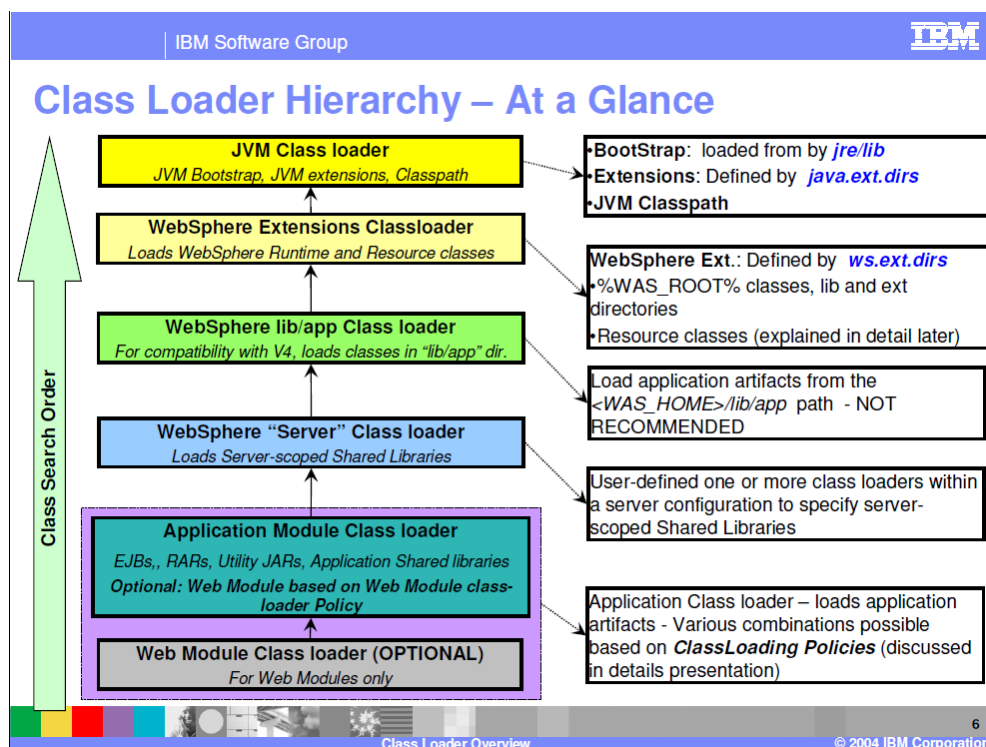 IBM Software Group
IBM
Class Loader Hierarchy – At a Glance
Class Search Order
JVM Class loader
JVM Bootstrap, JVM extensions, Classpath
WebSphere Extensions Classloader
Loads WebSphere Runtime and Resource classes
WebSphere lib/app Class loader
For compatibility with V4, loads classes in "lib/app" dir.
WebSphere "Server" Class loader
Loads Server-scoped Shared Libraries
Application Module Class loader
EJBs,, RARs, Utility JARs, Application Shared libraries
Optional: Web Module based on Web Module class-
loader Policy
Web Module Class loader (OPTIONAL)
For Web Modules only
•BootStrap: loaded from by jre/lib
•Extensions: Defined by java.ext.dirs
•JVM Classpath
WebSphere Ext.: Defined by ws.ext.dirs
•%WAS_ROOT% classes, lib and ext
directories
•Resource classes (explained in detail later)
Load application artifacts from the
<WAS_HOME>/lib/app path - NOT
RECOMMENDED
User-defined one or more class loaders within
a server configuration to specify server-
scoped Shared Libraries
Application Class loader – loads application
artifacts - Various combinations possible
based on ClassLoading Policies (discussed
in details presentation)
6
Class Loader Overview
© 2004 IBM Corporation